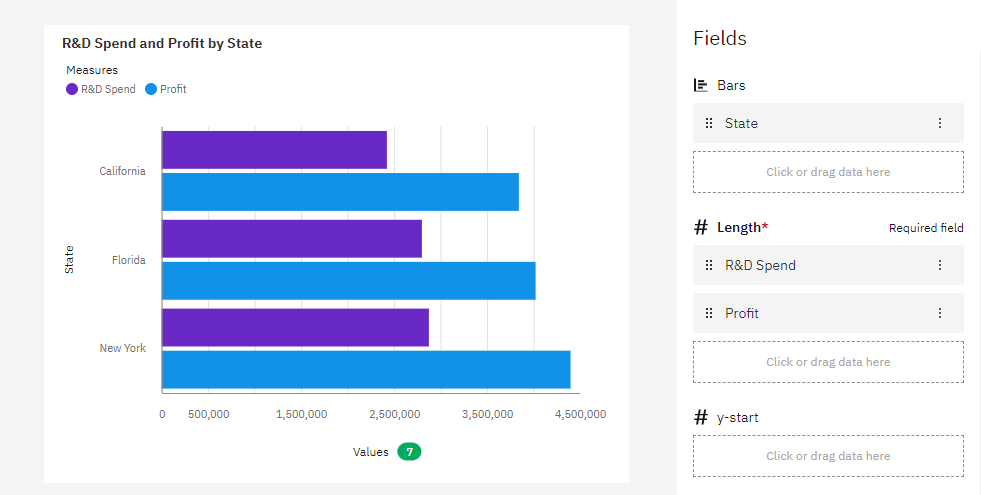 R&D Spend and Profit by State
Measures
R&D Spend Profit
California
Florida
New York
State
0 500,000 1,500,000 2,500,000 3,500,000 4,500,000
Values 7
Fields
Bars
State
Click or drag data here
Length* Required field
R&D Spend
Profit
Click or drag data here
y-start
Click or drag data here